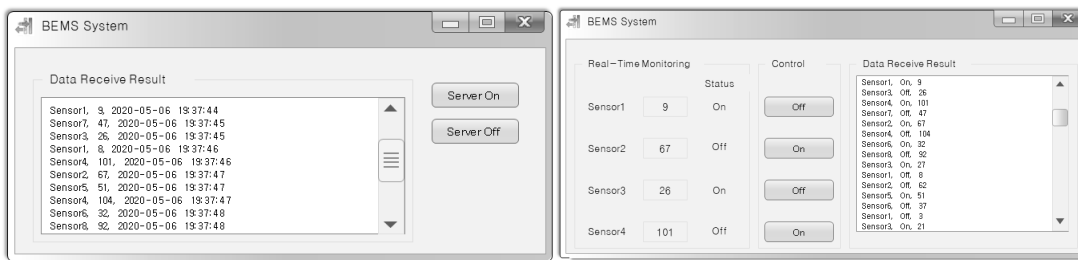 BEMS System
Data Receive Result
Sensor1, 9, 2020-05-06 19:37:44
Sensor7, 47, 2020-05-06 19:37:45
Sensor3, 26, 2020-05-06 19:37:45
Sensor1, 8, 2020-05-06 19:37:46
Sensor4, 101, 2020-05-06 19:37:46
Sensor2, 67, 2020-05-06 19:37:47
Sensor5, 51, 2020-05-06 19:37:47
Sensor4, 104, 2020-05-06 19:37:47
Sensor6, 32, 2020-05-06 19:37:48
Sensor8, 92, 2020-05-06 19:37:48
Server On
Server Off
BEMS System
Real-Time Monitoring
Status
Sensor1 9 On
Sensor2 67 Off
Sensor3 26 On
Sensor4 101 Off
Control
Off
On
Off
On
Data Receive Result
Sensor1, On, 9
Sensor3, Off, 26
Sensor4, On, 101
Sensor7, Off, 47
Sensor2, On, 67
Sensor4, Off, 104
Sensor6, On, 32
Sensor8, Off, 92
Sensor3, On, 27
Sensor1, Off, 8
Sensor2, Off, 62
Sensor5, On, 51
Sensor6, Off, 37
Sensor1, Off, 3
Sensor3, On, 21